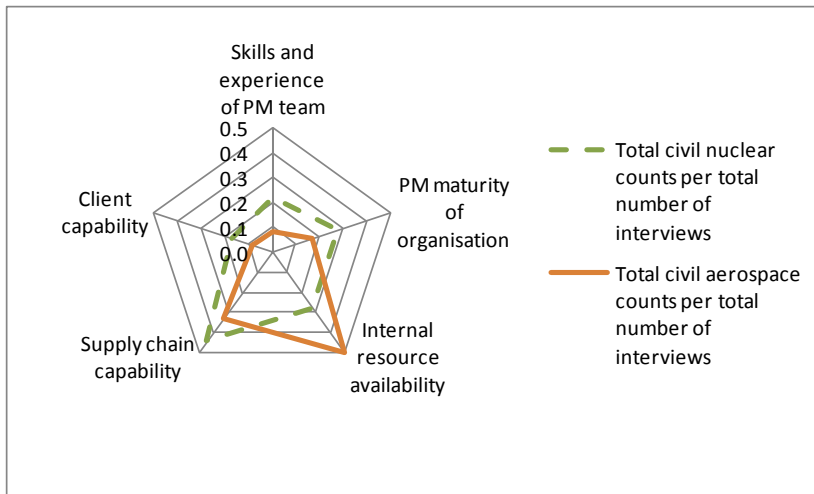 Skills and
experience
of PM team
0.5
0.4
0.3
0.2
0.1
0.0
PM maturity
of
organisation
Internal
resource
availability
Supply chain
capability
Client
capability
Total civil nuclear
counts per total
number of
interviews
Total civil aerospace
counts per total
number of
interviews